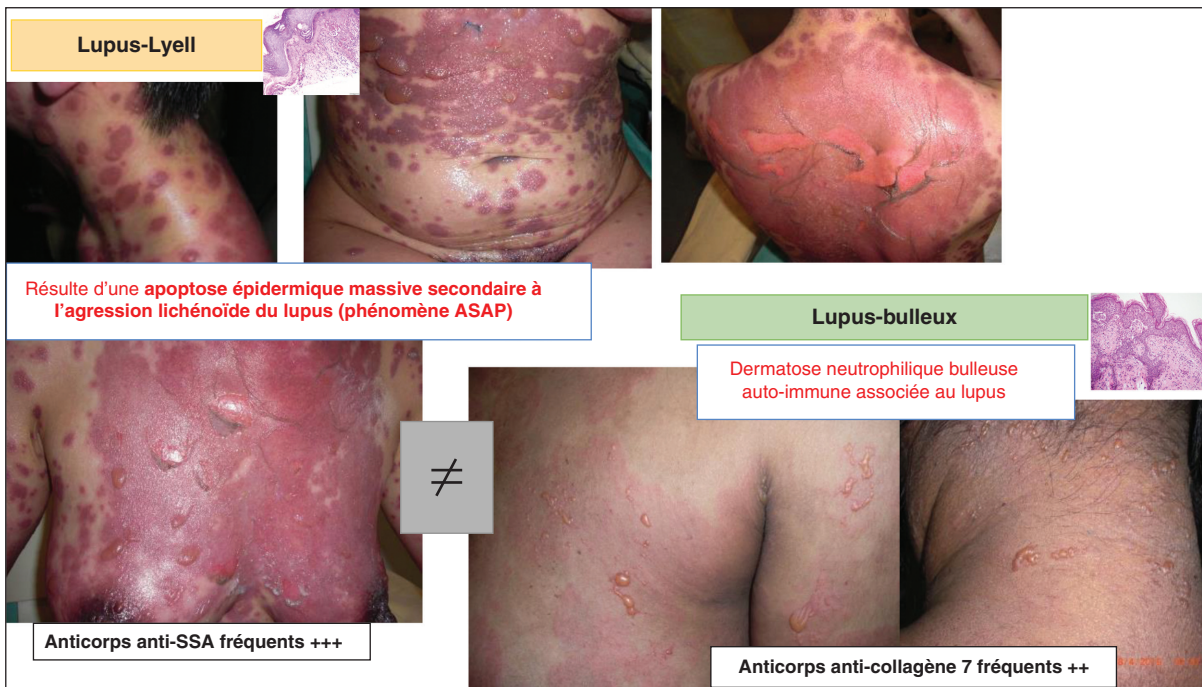 Lupus-Lyell
Résulte d'une apoptose épidermique massive secondaire à
l'agression lichénoïde du lupus (phénomène ASAP)
Lupus-bulleux
Dermatose neutrophilique bulleuse
auto-immune associée au lupus
≠
Anticorps anti-SSA fréquents +++
Anticorps anti-collagène 7 fréquents ++